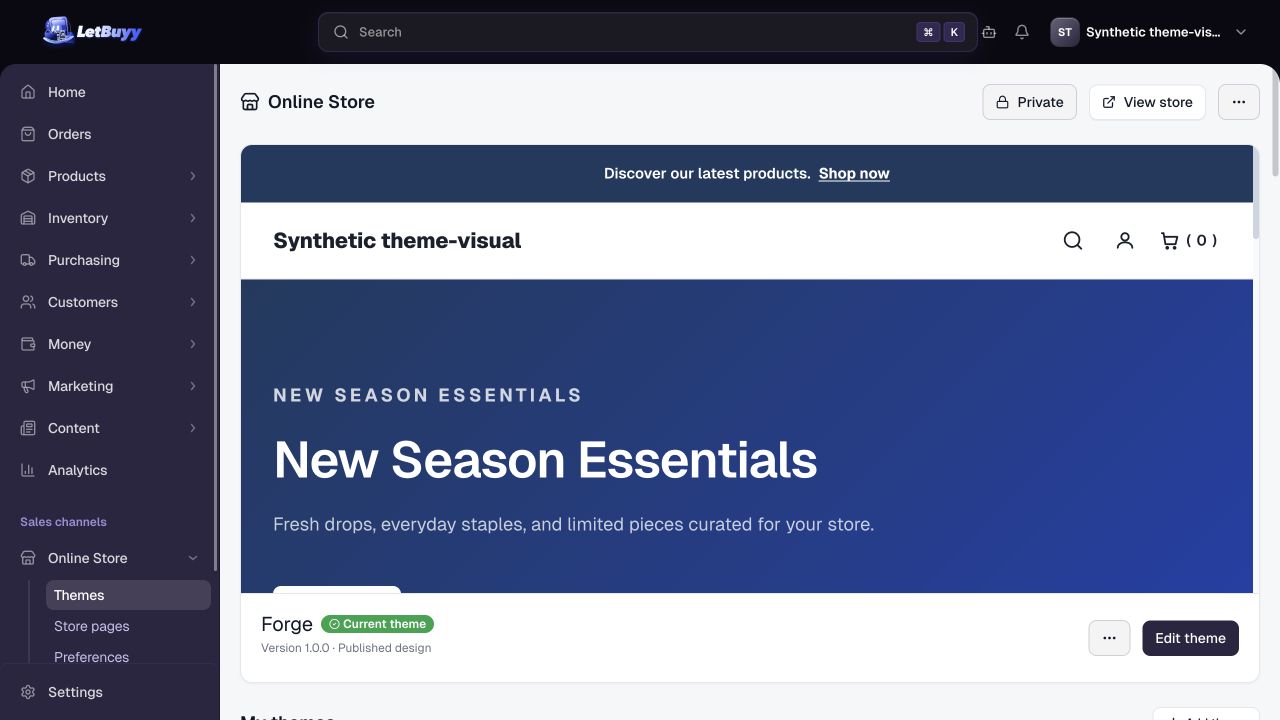 LetBuyy
Search
⌘ K
ST
Synthetic theme-vis...
Home
Orders
Products
Inventory
Purchasing
Customers
Money
Marketing
Content
Analytics
Sales channels
Online Store
Themes
Store pages
Preferences
Settings
Online Store
Private
View store
Discover our latest products. Shop now
Synthetic theme-visual
( 0 )
NEW SEASON ESSENTIALS
New Season Essentials
Fresh drops, everyday staples, and limited pieces curated for your store.
Forge
Current theme
Version 1.0.0 · Published design
Edit theme
My themes